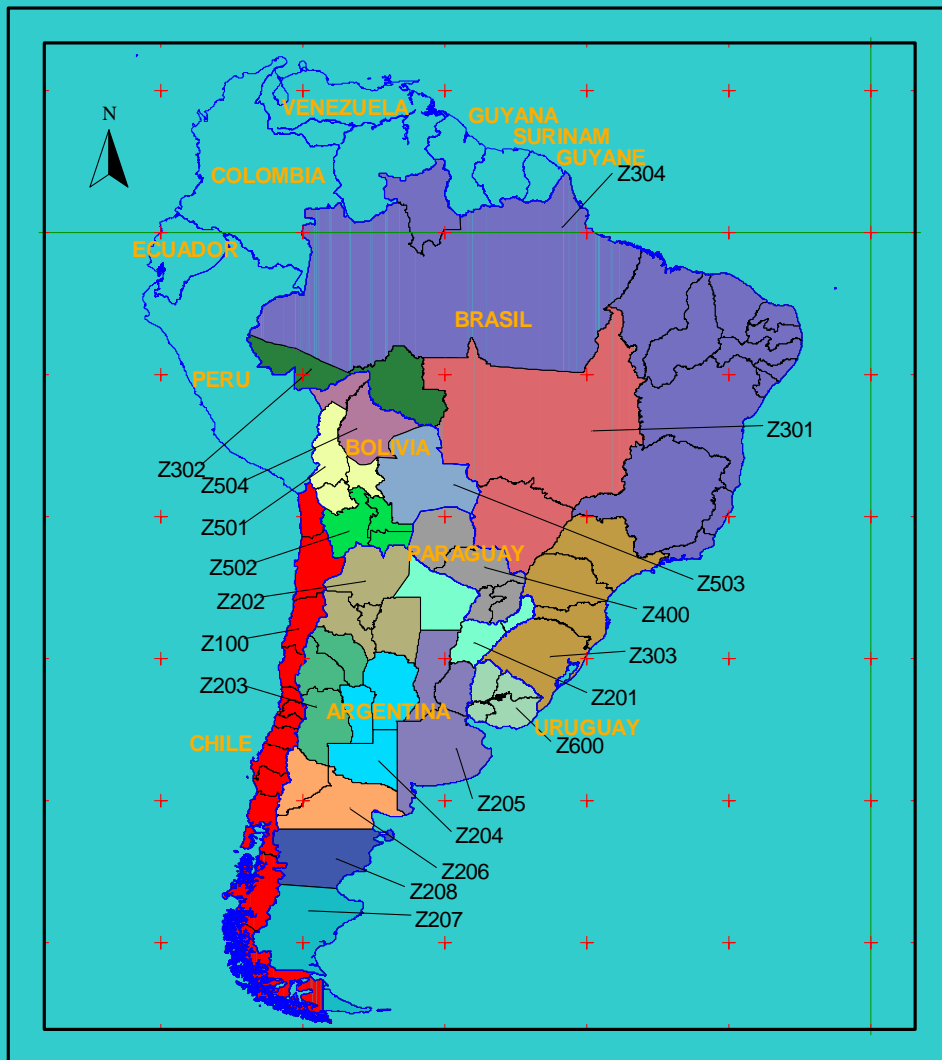 N
VENEZUELA
GUYANA
SURINAM
GUYANE
Z304
COLOMBIA
ECUADOR
BRASIL
PERU
Z301
BOLIVIA
Z302
Z504
Z501
PARAGUAY
Z502
Z503
Z202
Z400
Z100
Z303
Z203
Z201
ARGENTINA
URUGUAY
CHILE
Z600
Z205
Z204
Z206
Z208
Z207